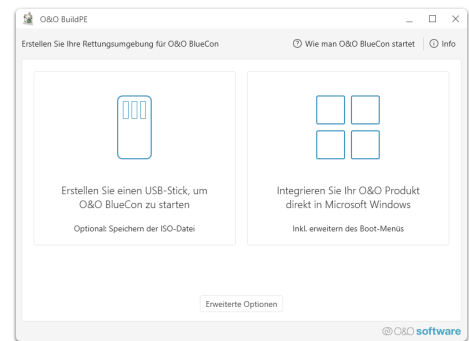 O&O BuildPE
Erstellen Sie Ihre Rettungsumgebung für O&O BlueCon
Wie man O&O BlueCon startet
Info
Erstellen Sie einen USB-Stick, um
O&O BlueCon zu starten
Optional: Speichern der ISO-Datei
Integrieren Sie Ihr O&O Produkt
direkt in Microsoft Windows
Inkl. erweitern des Boot-Menüs
Erweiterte Optionen
O&O software